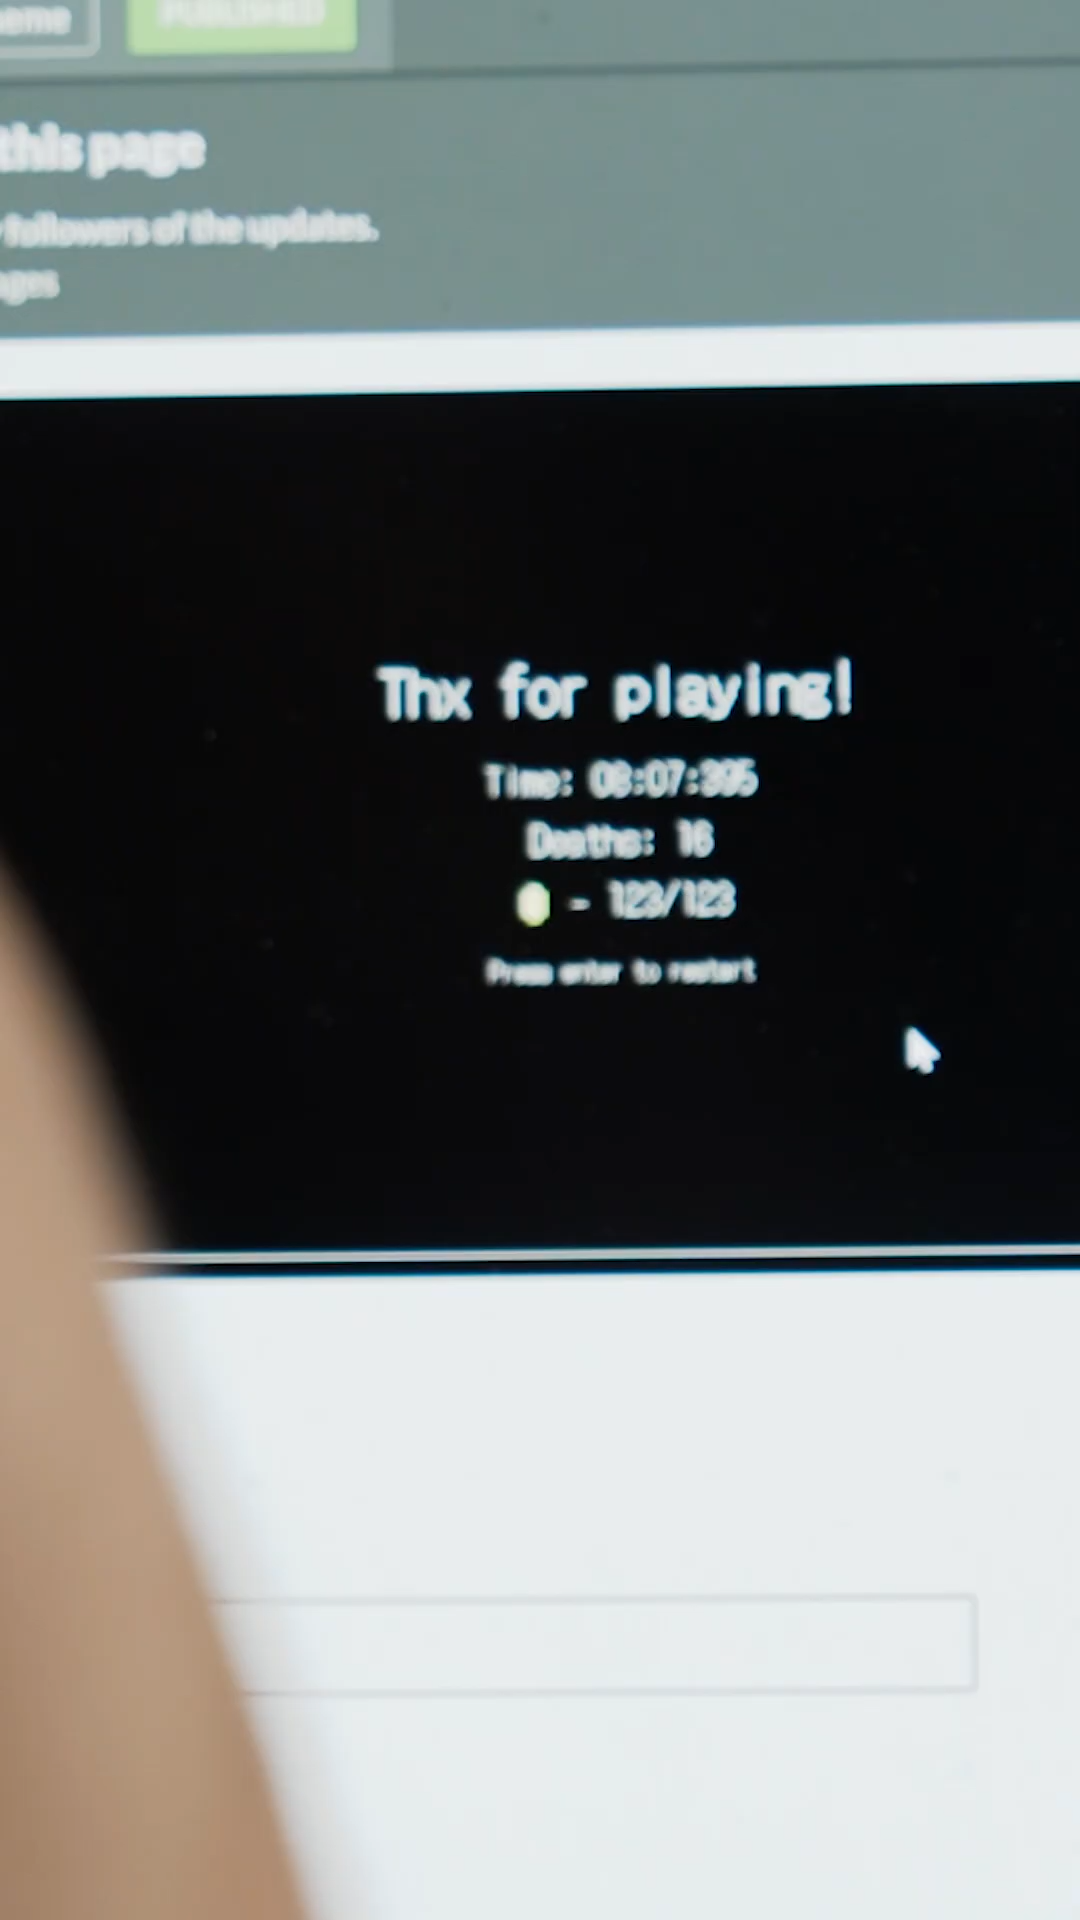 PUBLISHED
this page
followers of the updates.
Thx for playing!
Time: 08:07:395
Deaths: 16
- 123/123
Press enter to restart